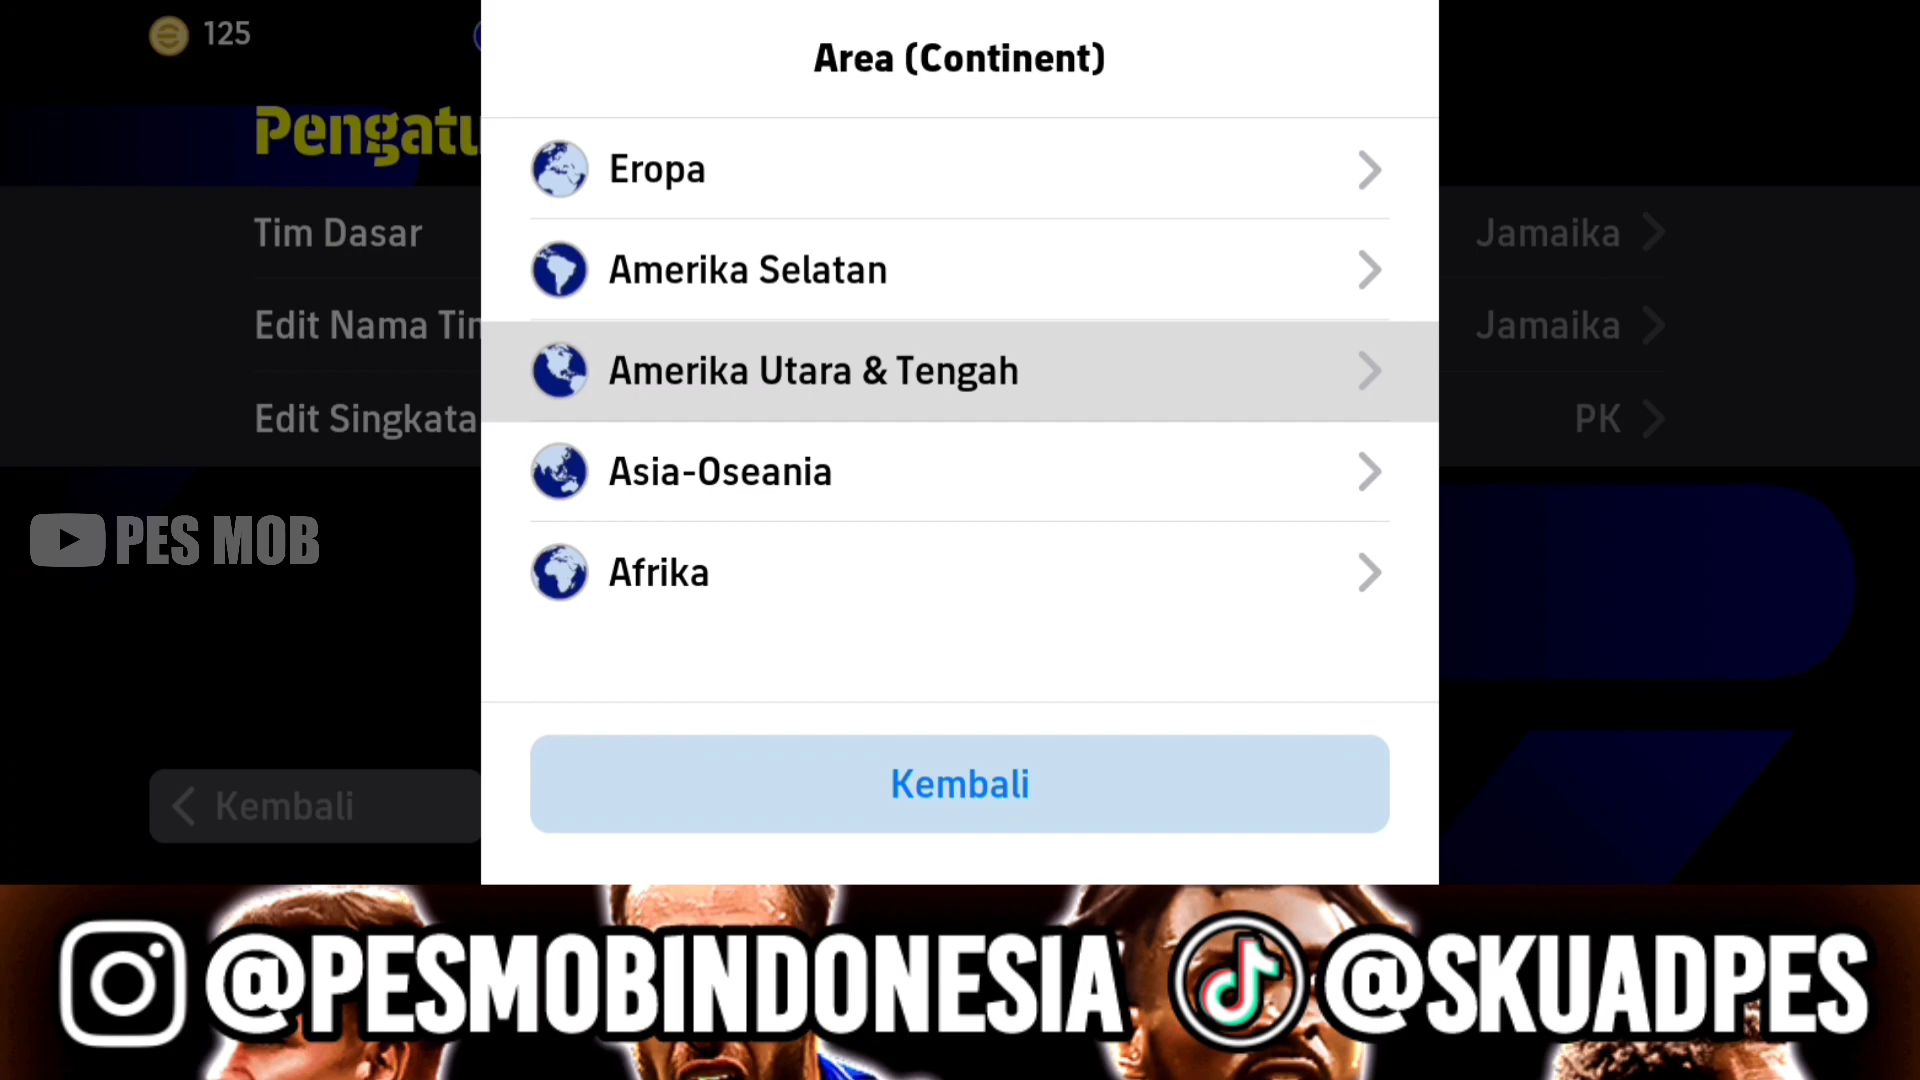 125
Area (Continent)
Pengatu
Eropa
Tim Dasar
Jamaika
Amerika Selatan
Edit Nama Tim
Jamaika
Amerika Utara & Tengah
Edit Singkata
PK
Asia-Oseania
PES MOB
Afrika
Kembali
Kembali
@PESMOBINDONESIA
@SKUADPES